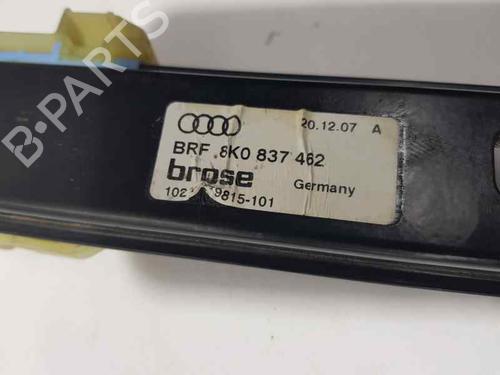 20.12.07 A
BRF 8K0 837 462
brose
Germany
9815-101
B-PARTS